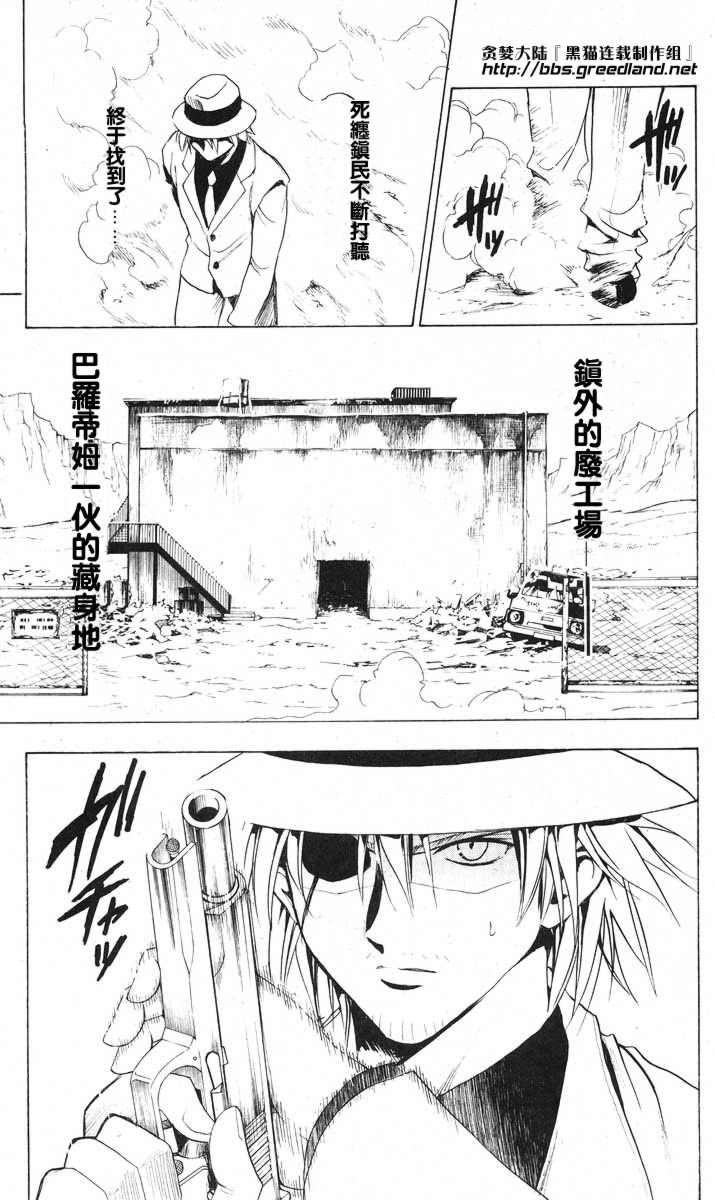 贪婪大陆『黑猫连载制作组』
http://bbs.greedland.net
ザッ
ザッ
死纏鎮民不斷打聽
終于找到了……
鎮外的廢工場
巴羅蒂姆一伙的藏身地
ガチャッ